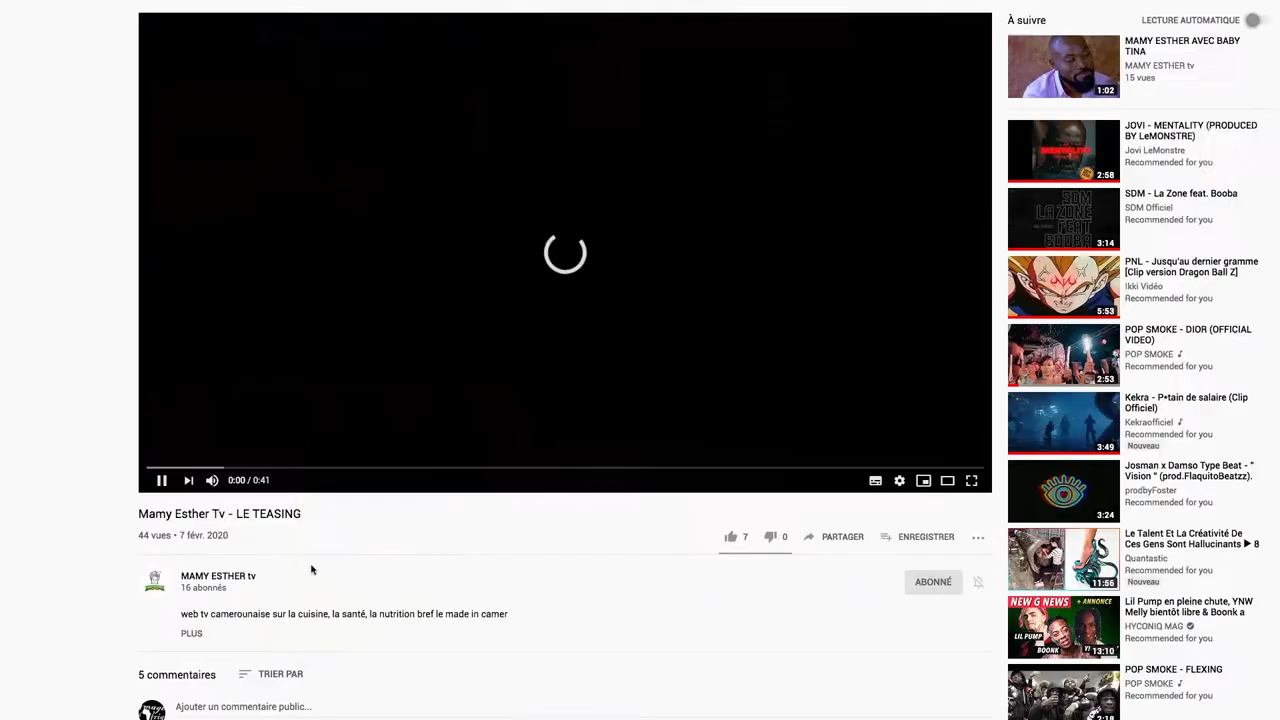 0:00 / 0:41
Mamy Esther Tv - LE TEASING
44 vues • 7 févr. 2020
7
0
PARTAGER
ENREGISTRER
MAMY ESTHER tv
16 abonnés
ABONNÉ
web tv camerounaise sur la cuisine, la santé, la nutrition bref le made in camer
PLUS
5 commentaires
TRIER PAR
Ajouter un commentaire public...
À suivre
LECTURE AUTOMATIQUE
1:02
MAMY ESTHER AVEC BABY
TINA
MAMY ESTHER tv
15 vues
MENTALITY
2:58
JOVI - MENTALITY (PRODUCED
BY LeMONSTRE)
Jovi LeMonstre
Recommended for you
SDM
LA ZONE
FEAT
BOOBA
3:14
SDM - La Zone feat. Booba
SDM Officiel
Recommended for you
5:53
PNL - Jusqu'au dernier gramme
[Clip version Dragon Ball Z]
Ikki Vidéo
Recommended for you
2:53
POP SMOKE - DIOR (OFFICIAL
VIDEO)
POP SMOKE
Recommended for you
3:49
Kekra - P*tain de salaire (Clip
Officiel)
Kekraofficiel
Recommended for you
Nouveau
3:24
Josman x Damso Type Beat - "
Vision " (prod.FlaquitoBeatzz).
prodbyFoster
Recommended for you
11:56
Le Talent Et La Créativité De
Ces Gens Sont Hallucinants ▶ 8
Quantastic
Recommended for you
Nouveau
NEW G NEWS
+ ANNONCE
LIL PUMP
BOONK
13:10
Lil Pump en pleine chute, YNW
Melly bientôt libre & Boonk a
HYCONIQ MAG
Recommended for you
2:18
POP SMOKE - FLEXING
POP SMOKE
Recommended for you